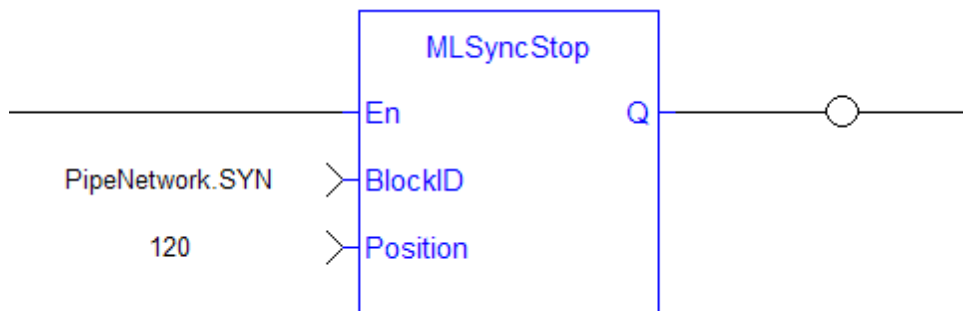 MLSyncStop
En
Q
PipeNetwork.SYN
BlockID
120
Position